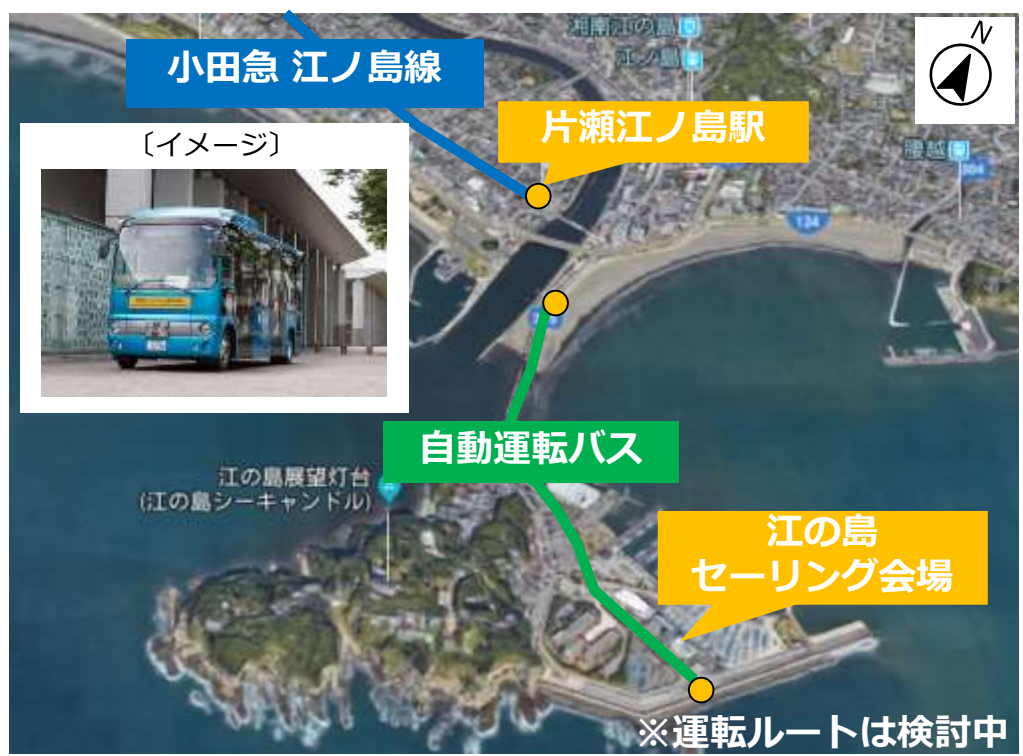 湘南江の島
江ノ島
N
小田急 江ノ島線
片瀬江ノ島駅
腰越
304
〔イメージ〕
134
自動運転バス
江の島展望灯台
(江の島シーキャンドル)
江の島
セーリング会場
※運転ルートは検討中